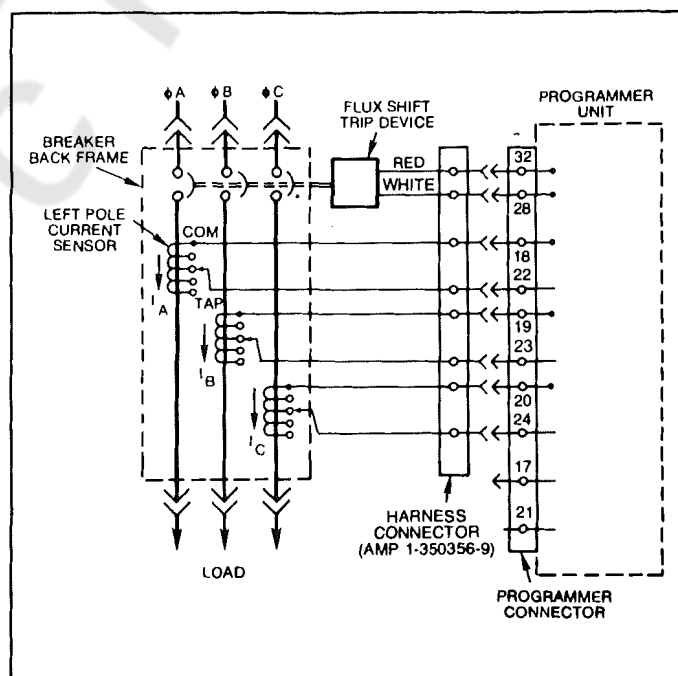 ϕA ϕB ϕC
FLUX SHIFT
TRIP DEVICE
PROGRAMMER
UNIT
BREAKER
BACK FRAME
RED
WHITE
32
28
LEFT POLE
CURRENT
SENSOR
COM
18
22
I A
TAP
19
I B
23
20
24
I C
17
21
HARNESS
CONNECTOR
(AMP 1-350356-9)
LOAD
PROGRAMMER
CONNECTOR